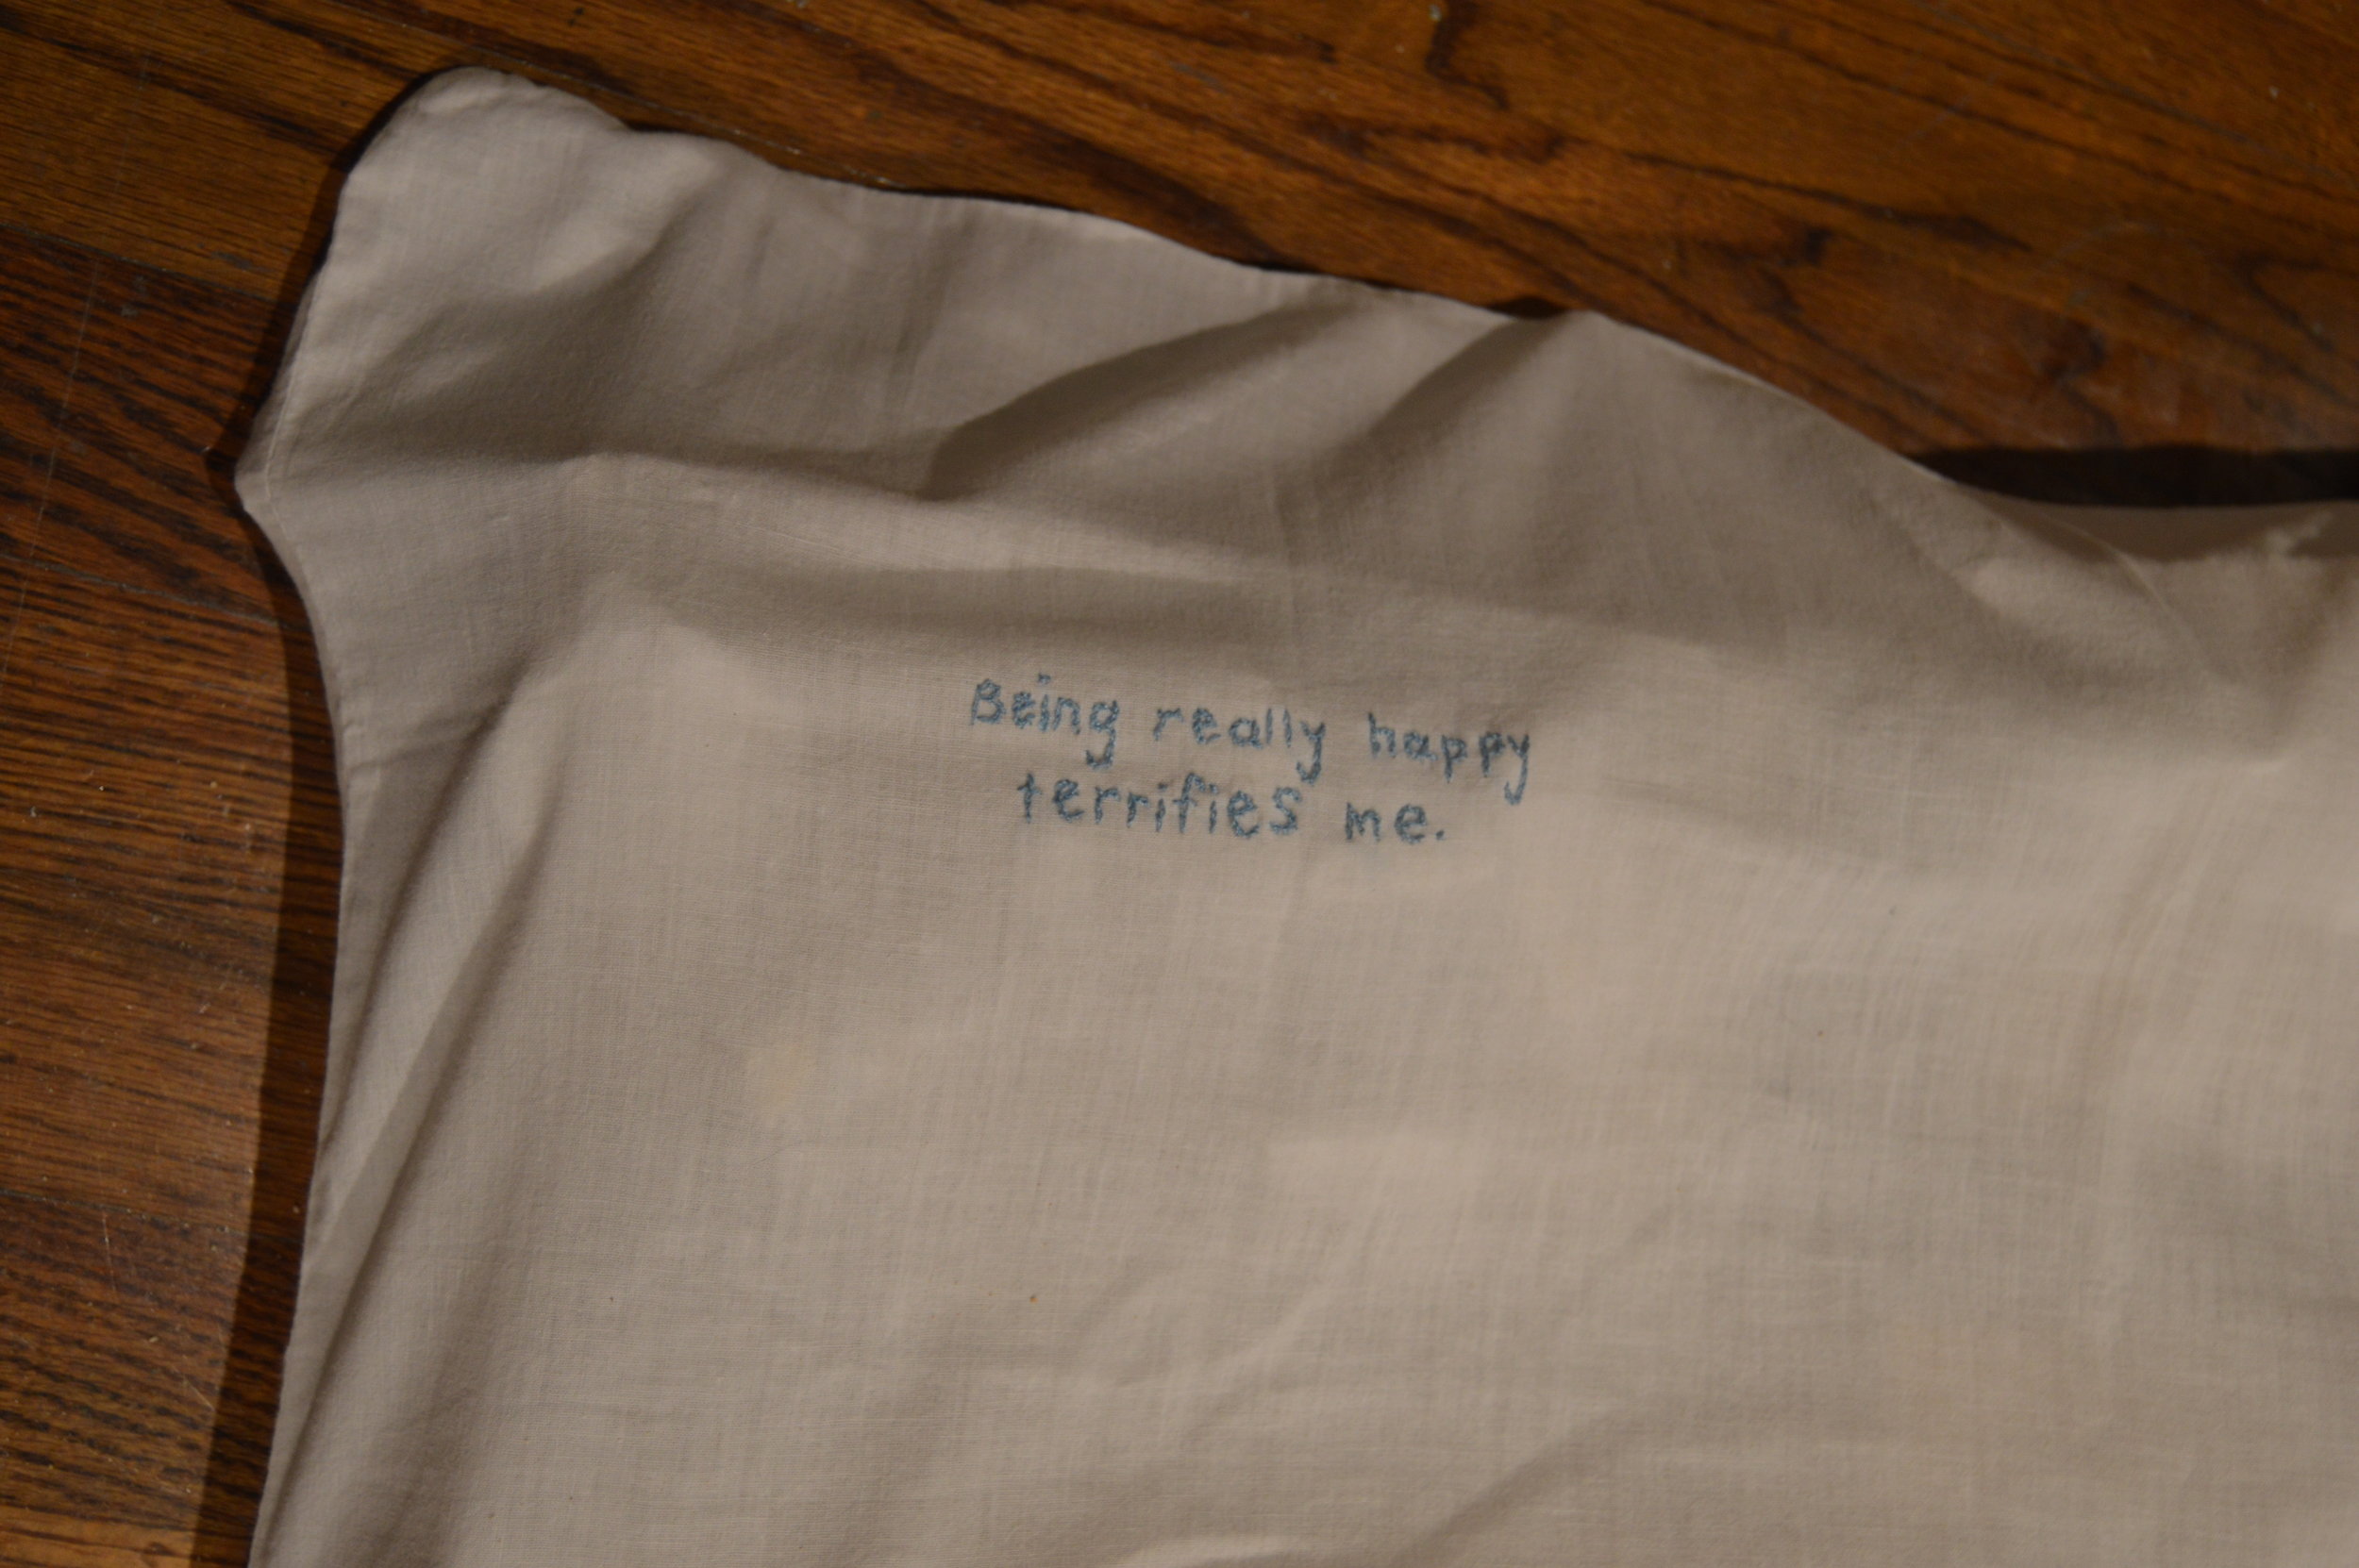 Being really happy
terrifies me.